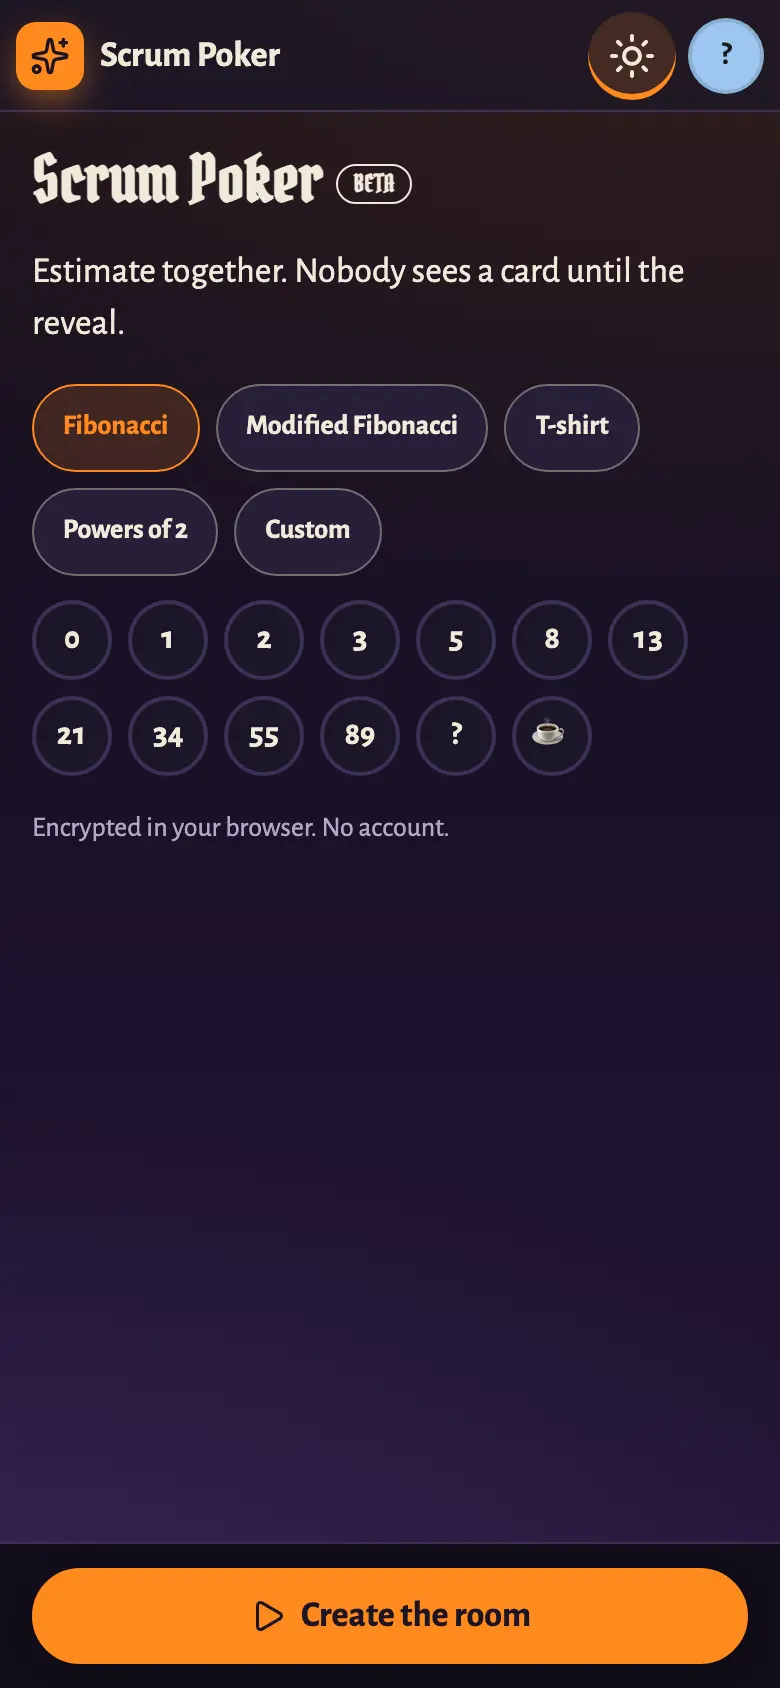 Scrum Poker
?
Scrum Poker BETA
Estimate together. Nobody sees a card until the
reveal.
Fibonacci Modified Fibonacci T-shirt
Powers of 2 Custom
0 1 2 3 5 8 13
21 34 55 89 ? ☕
Encrypted in your browser. No account.
Create the room